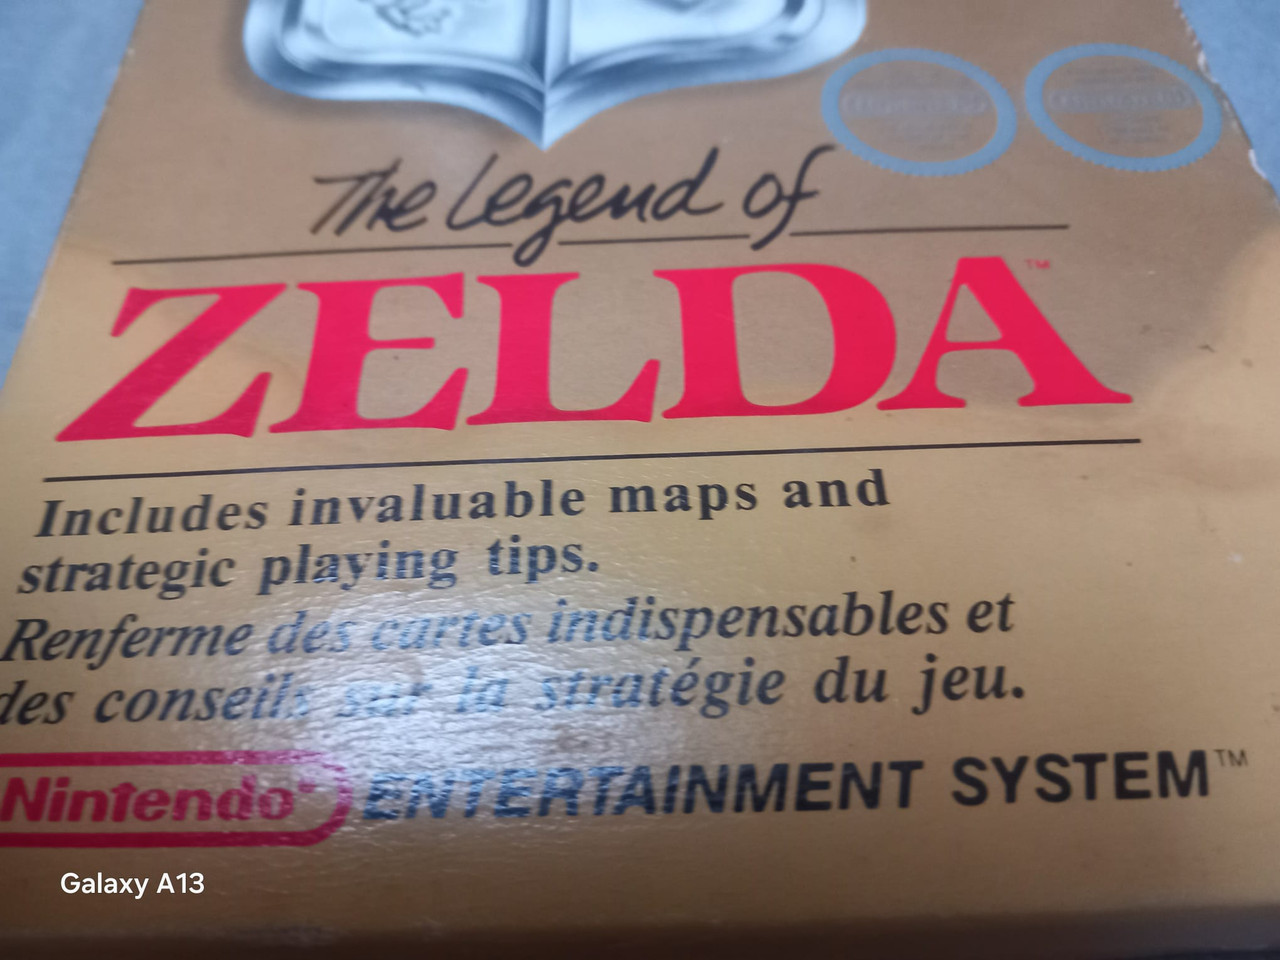 The Legend of
ZELDA™
Includes invaluable maps and
strategic playing tips.
Renferme des cartes indispensables et
des conseils sur la stratégie du jeu.
Nintendo® ENTERTAINMENT SYSTEM™
Galaxy A13